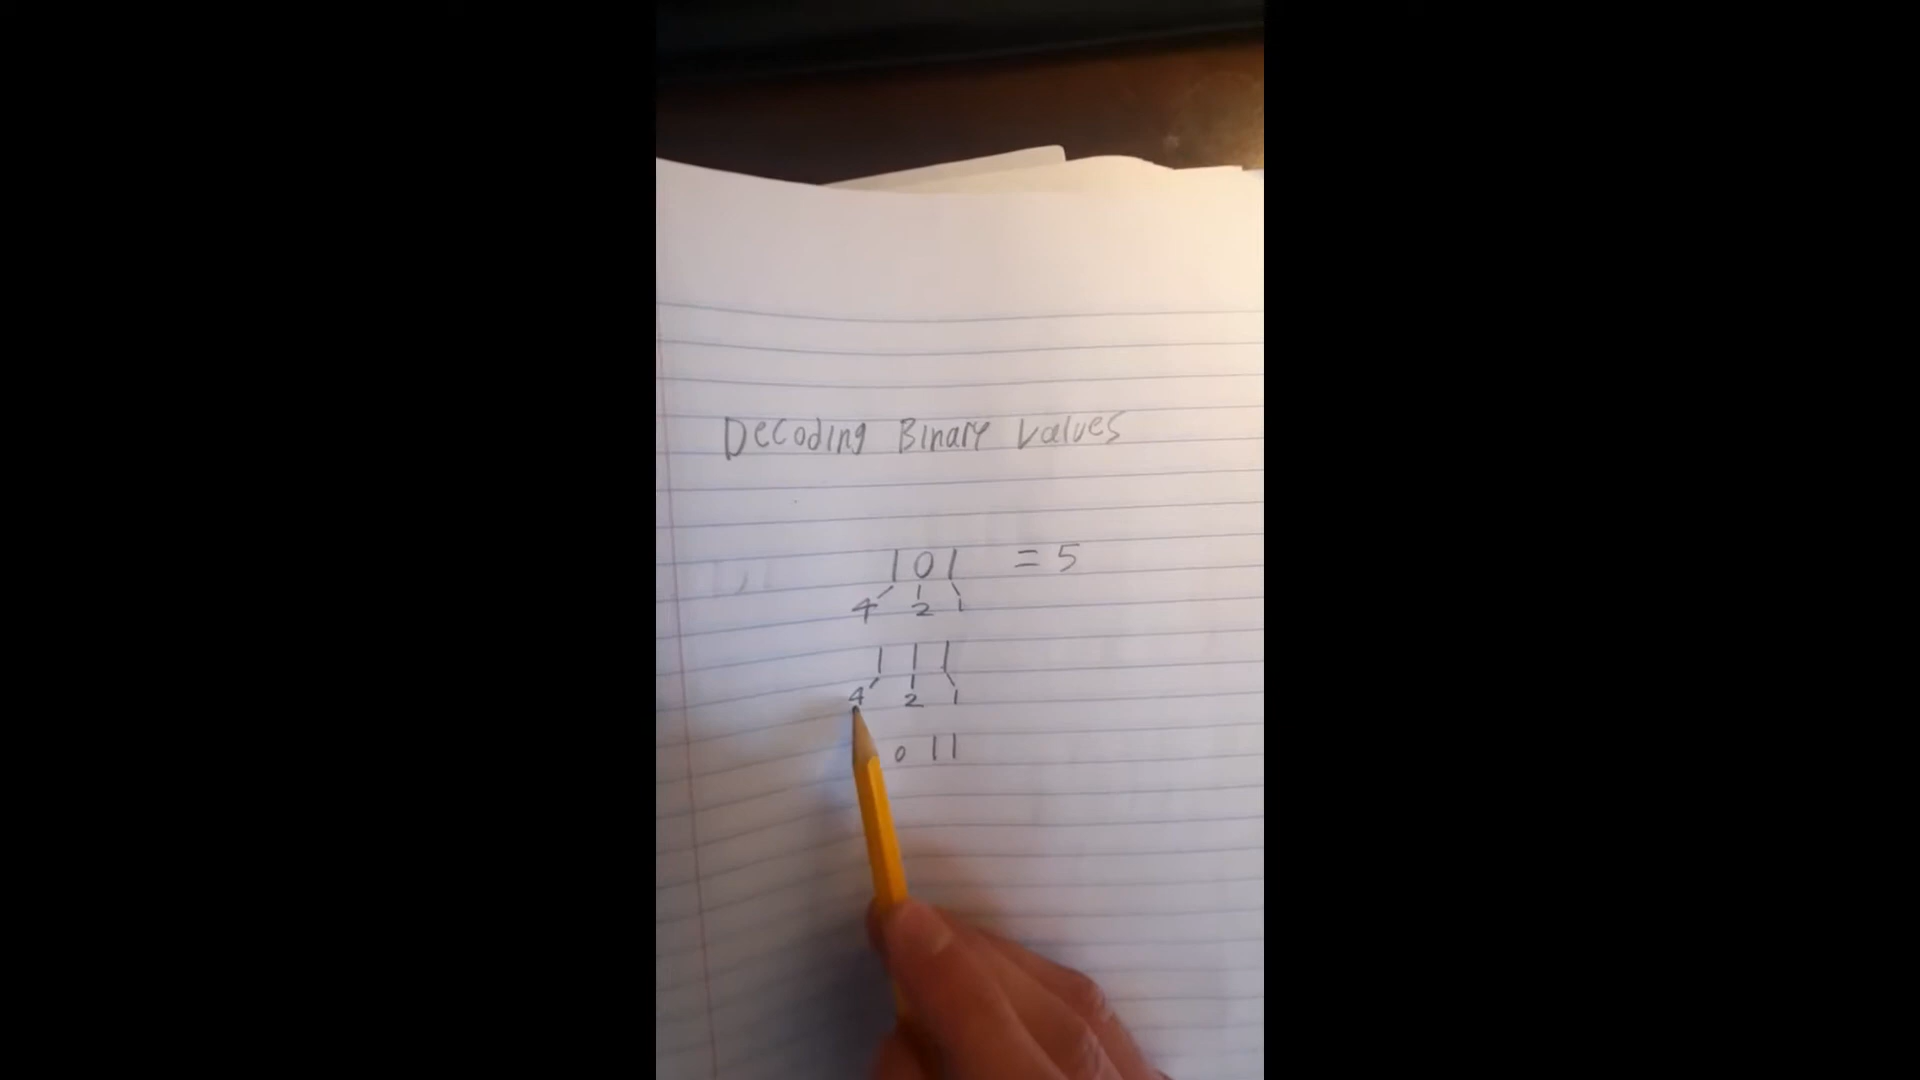 Decoding Binary Values
101 = 5
4 2 1
111
4 2 1
011